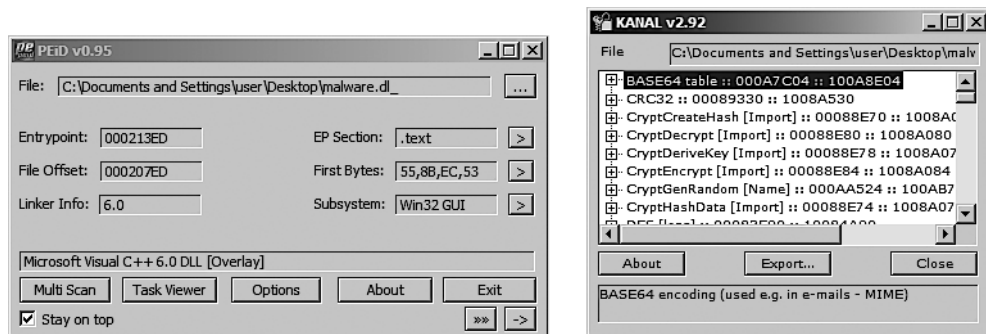 PEiD v0.95
File: C:\Documents and Settings\user\Desktop\malware.dl_ ...
Entrypoint: 000213ED EP Section: .text >
File Offset: 000207ED First Bytes: 55,8B,EC,53 >
Linker Info: 6.0 Subsystem: Win32 GUI >
Microsoft Visual C++ 6.0 DLL [Overlay]
Multi Scan Task Viewer Options About Exit
Stay on top »» ->
KANAL v2.92
File C:\Documents and Settings\user\Desktop\malv
BASE64 table :: 000A7C04 :: 100A8E04
CRC32 :: 00089330 :: 1008A530
CryptCreateHash [Import] :: 00088E70 :: 1008A0
CryptDecrypt [Import] :: 00088E80 :: 1008A080
CryptDeriveKey [Import] :: 00088E78 :: 1008A07
CryptEncrypt [Import] :: 00088E84 :: 1008A084
CryptGenRandom [Name] :: 000AA524 :: 100AB7
CryptHashData [Import] :: 00088E74 :: 1008A07
About Export... Close
BASE64 encoding (used e.g. in e-mails - MIME)